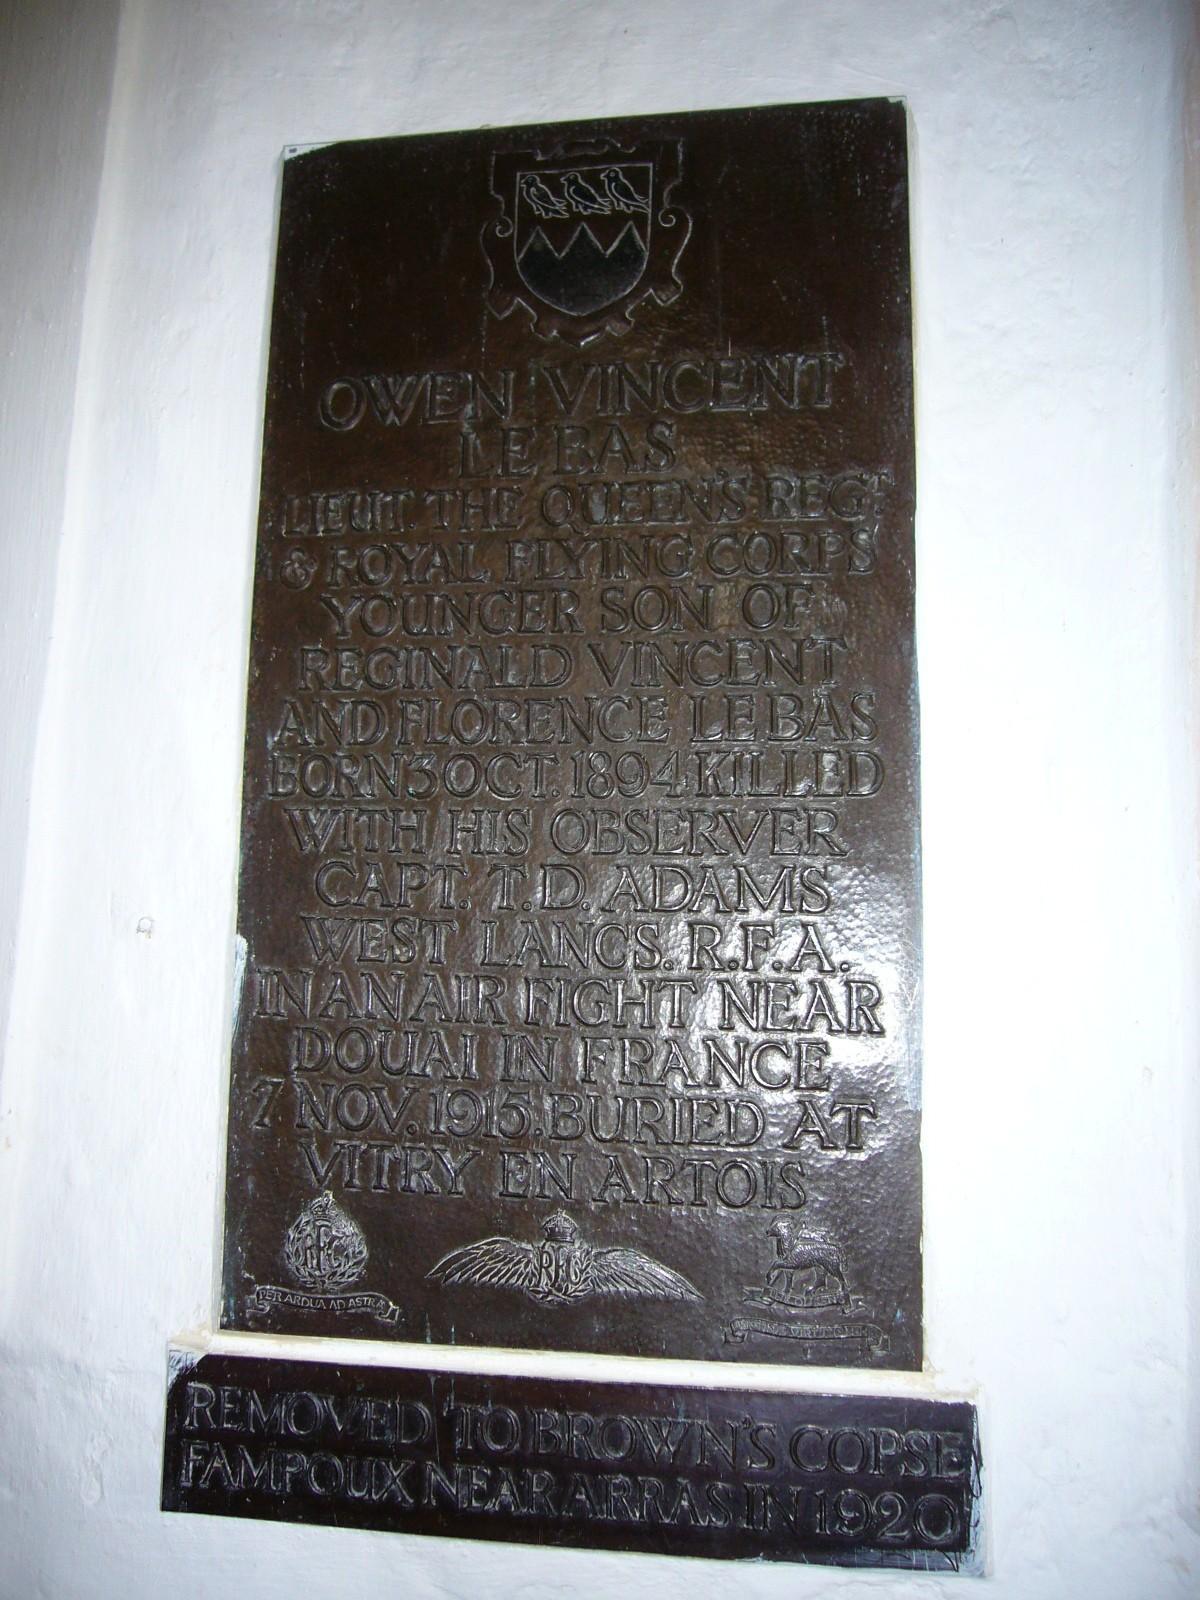 OWEN VINCENT
LE BAS
LIEUT. THE QUEEN'S REGT.
& ROYAL FLYING CORPS
YOUNGER SON OF
REGINALD VINCENT
AND FLORENCE LE BAS
BORN 3 OCT. 1894 KILLED
WITH HIS OBSERVER
CAPT. T. D. ADAMS
WEST LANCS. R.F.A.
IN AN AIR FIGHT NEAR
DOUAI IN FRANCE
7 NOV. 1915. BURIED AT
VITRY EN ARTOIS
RFC
PER ARDUA AD ASTRA
RFC
REMOVED TO BROWN'S COPSE
FAMPOUX NEAR ARRAS IN 1920